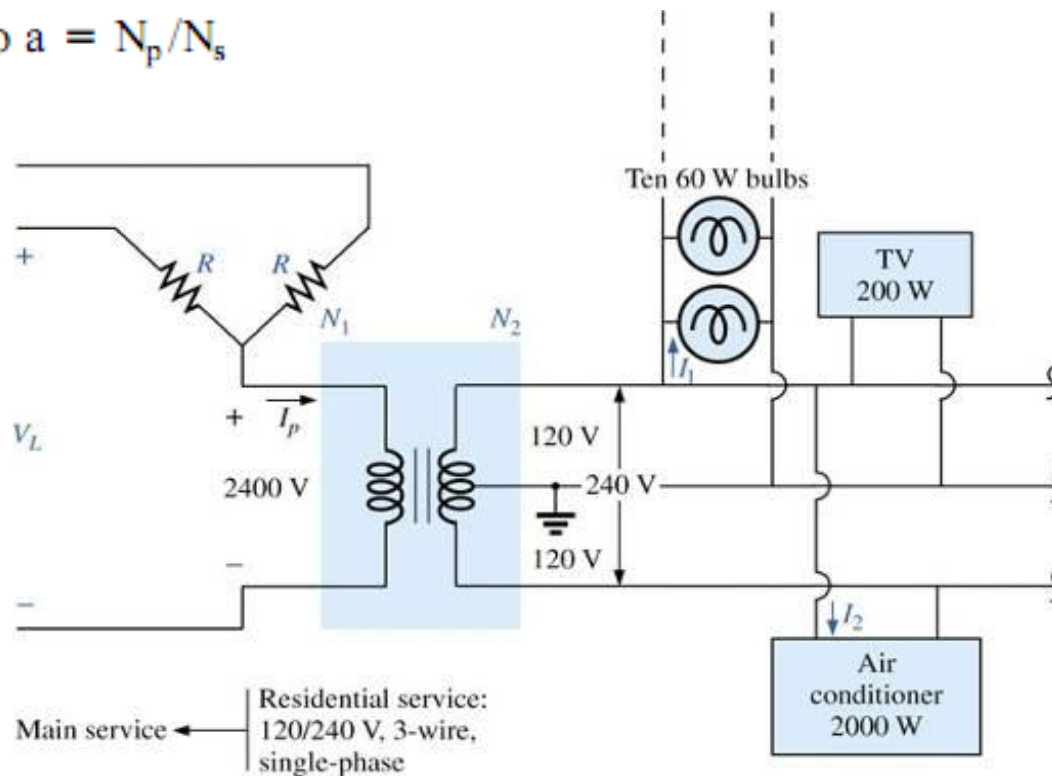 a = Np/Ns
Ten 60 W bulbs
TV
200 W
+
R
R
N1
N2
I1
+
Ip
VL
2400 V
120 V
240 V
120 V
−
−
I2
Air
conditioner
2000 W
Main service
Residential service:
120/240 V, 3-wire,
single-phase